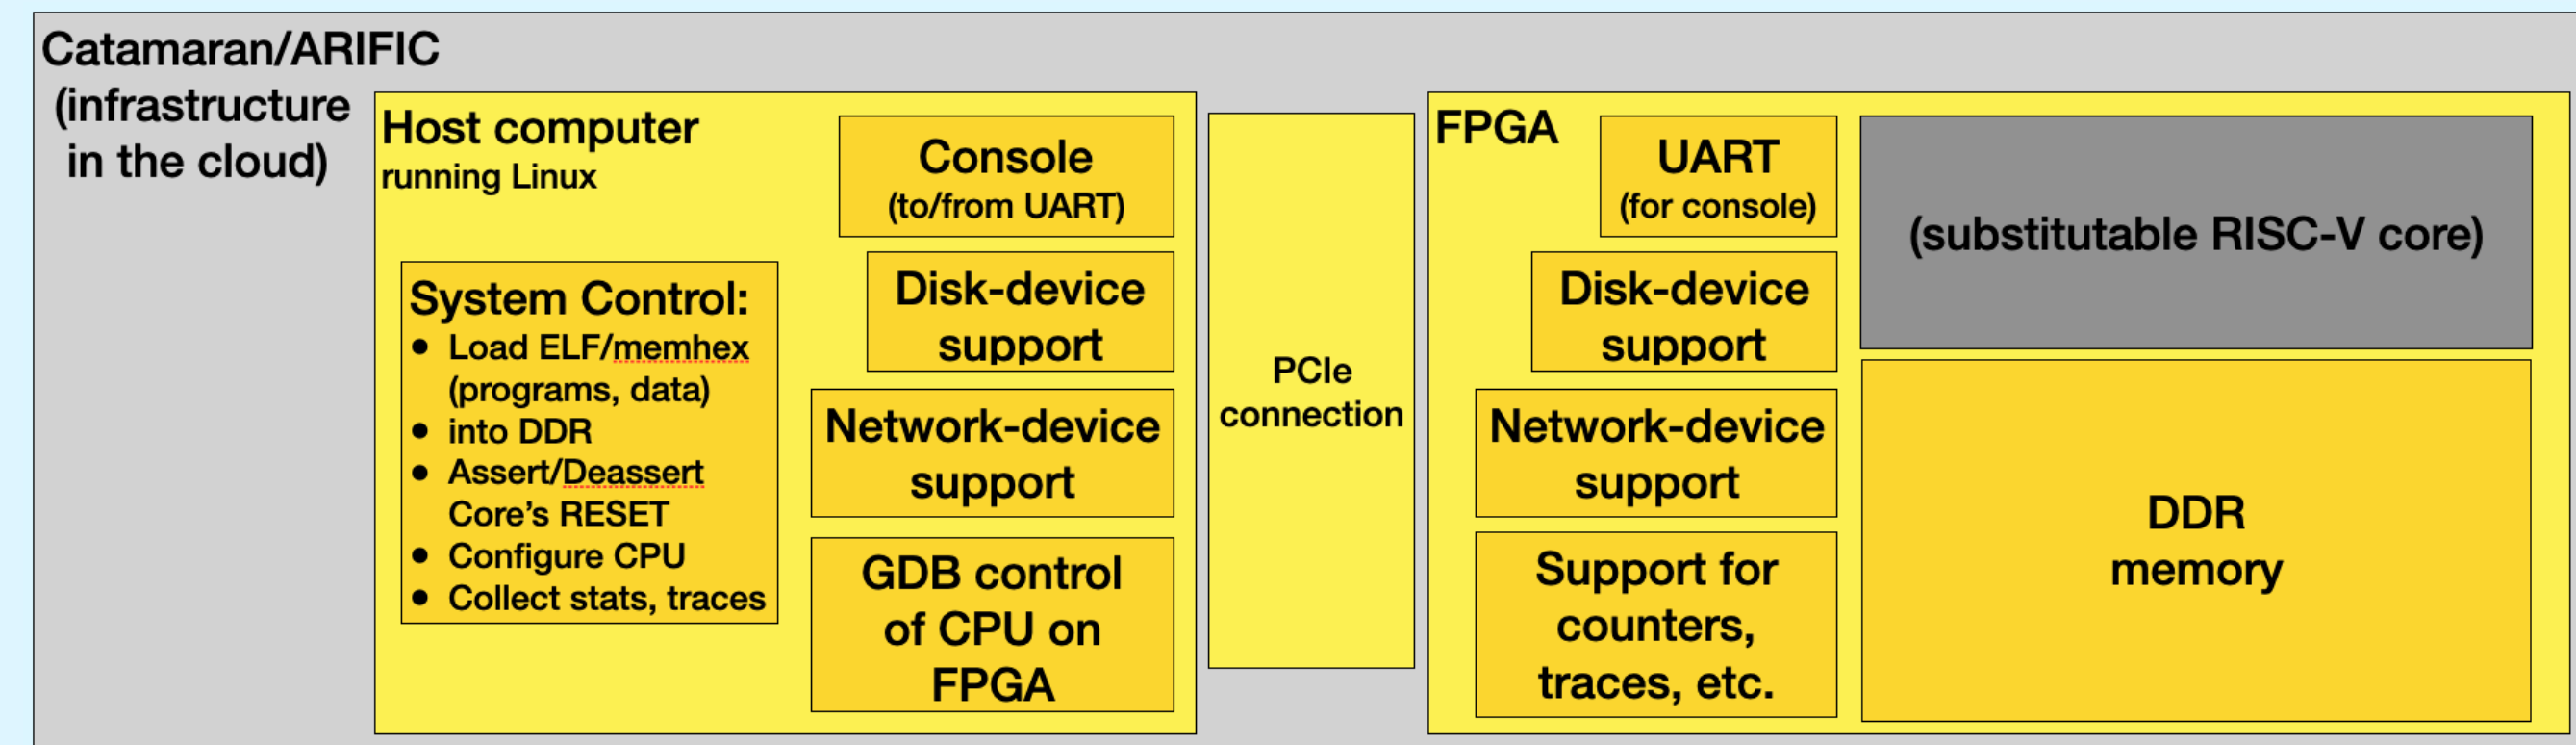 Catamaran/ARIFIC
(infrastructure
in the cloud)
Host computer
running Linux
System Control:
● Load ELF/memhex
(programs, data)
● into DDR
● Assert/Deassert
Core’s RESET
● Configure CPU
● Collect stats, traces
Console
(to/from UART)
Disk-device
support
Network-device
support
GDB control
of CPU on
FPGA
PCIe
connection
FPGA
UART
(for console)
Disk-device
support
Network-device
support
Support for
counters,
traces, etc.
(substitutable RISC-V core)
DDR
memory